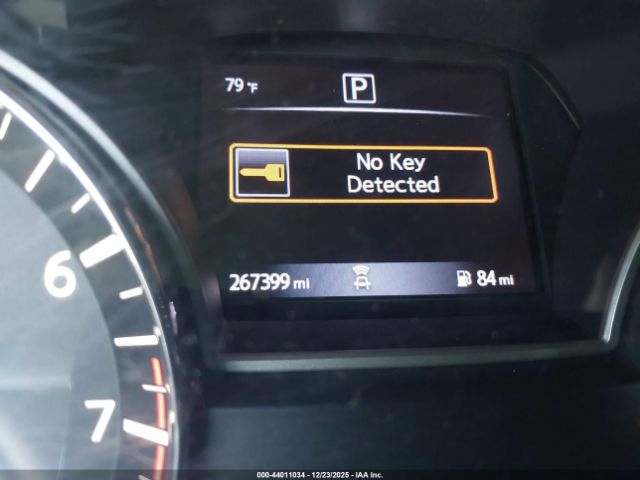 79 °F P
No Key
Detected
267399 mi 84 mi
6
7
000-44011034 - 12/23/2025 - IAA Inc.